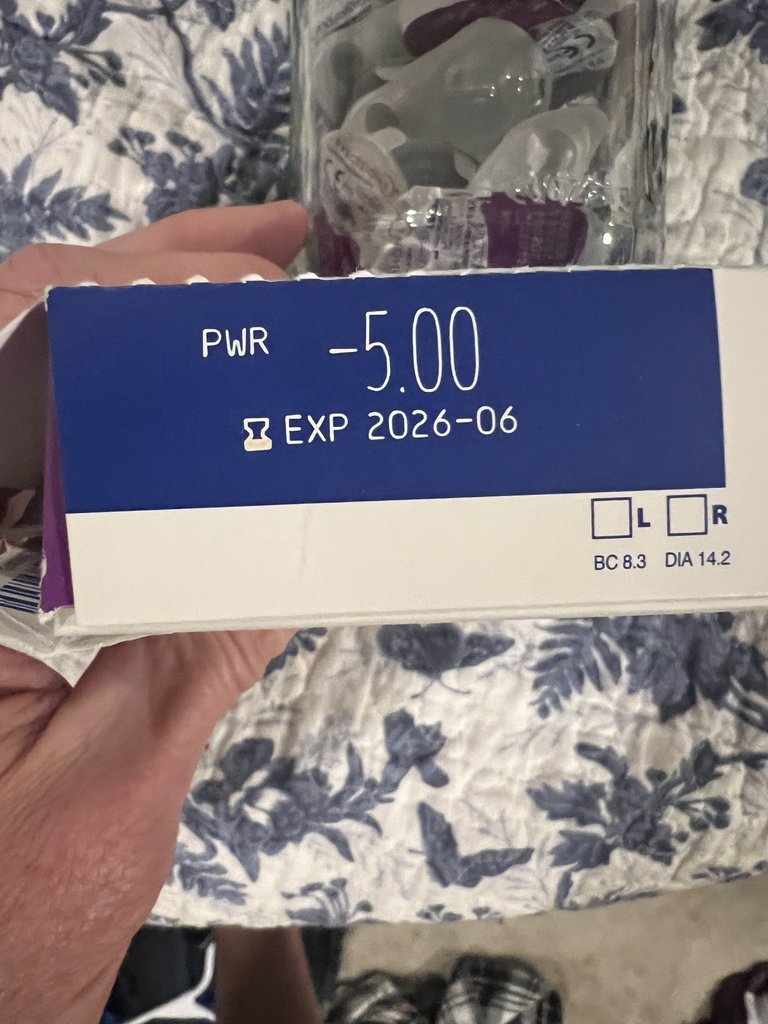 PWR -5.00
EXP 2026-06
L R
BC 8.3 DIA 14.2